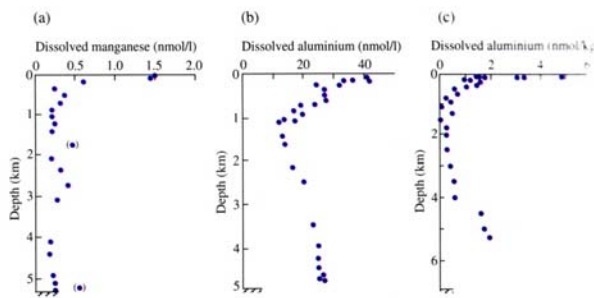 (a)
Dissolved manganese (nmol/l)
0 0.5 1.0 1.5 2.0
0
1
2
3
4
5
Depth (km)
(•)
(•)
(b)
Dissolved aluminium (nmol/l)
0 20 40 60
0
1
2
3
4
5
Depth (km)
(c)
Dissolved aluminium (nmol/kg
0 2 4
0
2
4
6
Depth (km)